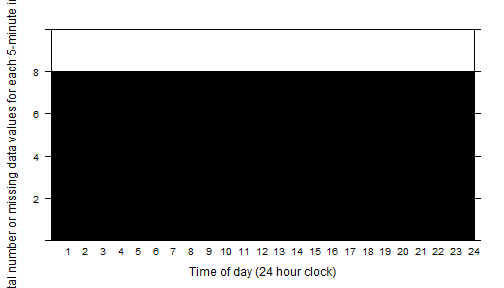 tal number or missing data values for each 5-minute in
8
6
4
2
1 2 3 4 5 6 7 8 9 10 11 12 13 14 15 16 17 18 19 20 21 22 23 24
Time of day (24 hour clock)